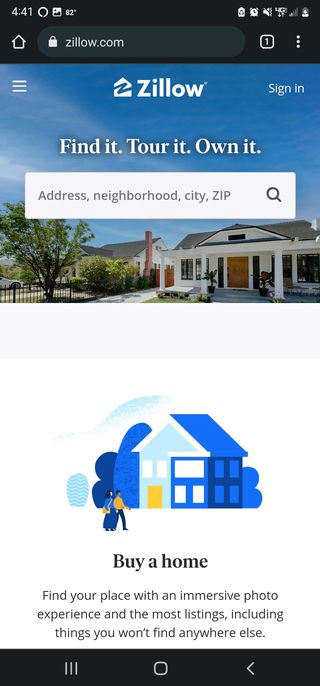 4:41 82°
zillow.com 1
Zillow Sign in
Find it. Tour it. Own it.
Address, neighborhood, city, ZIP
Buy a home
Find your place with an immersive photo
experience and the most listings, including
things you won't find anywhere else.